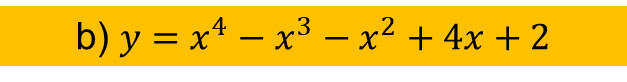 b) y = x⁴ − x³ − x² + 4x + 2